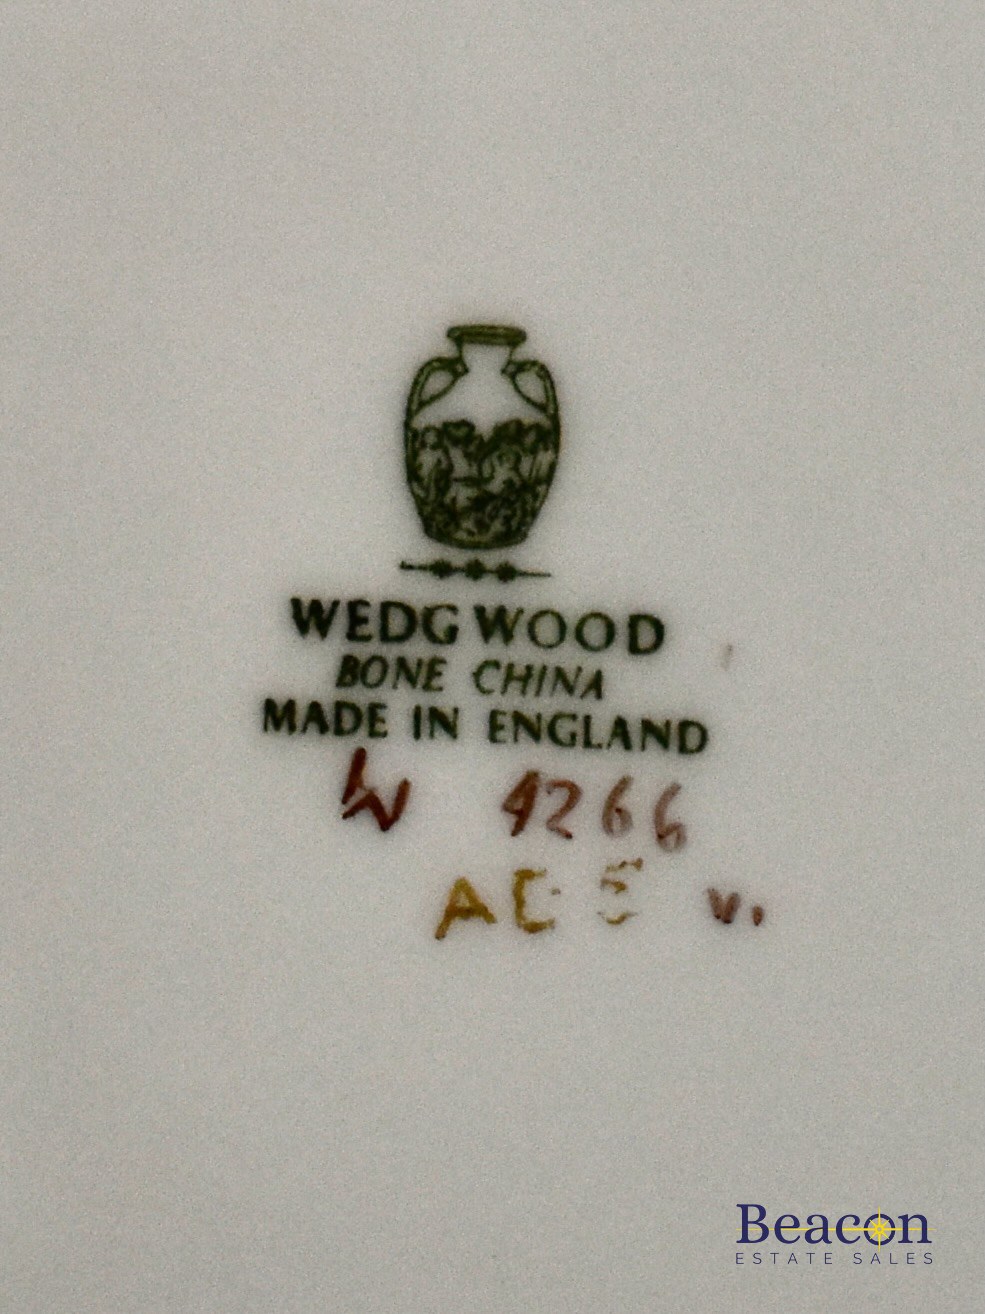 WEDGWOOD
BONE CHINA
MADE IN ENGLAND
W 4266
v.
Beacon
ESTATE SALES